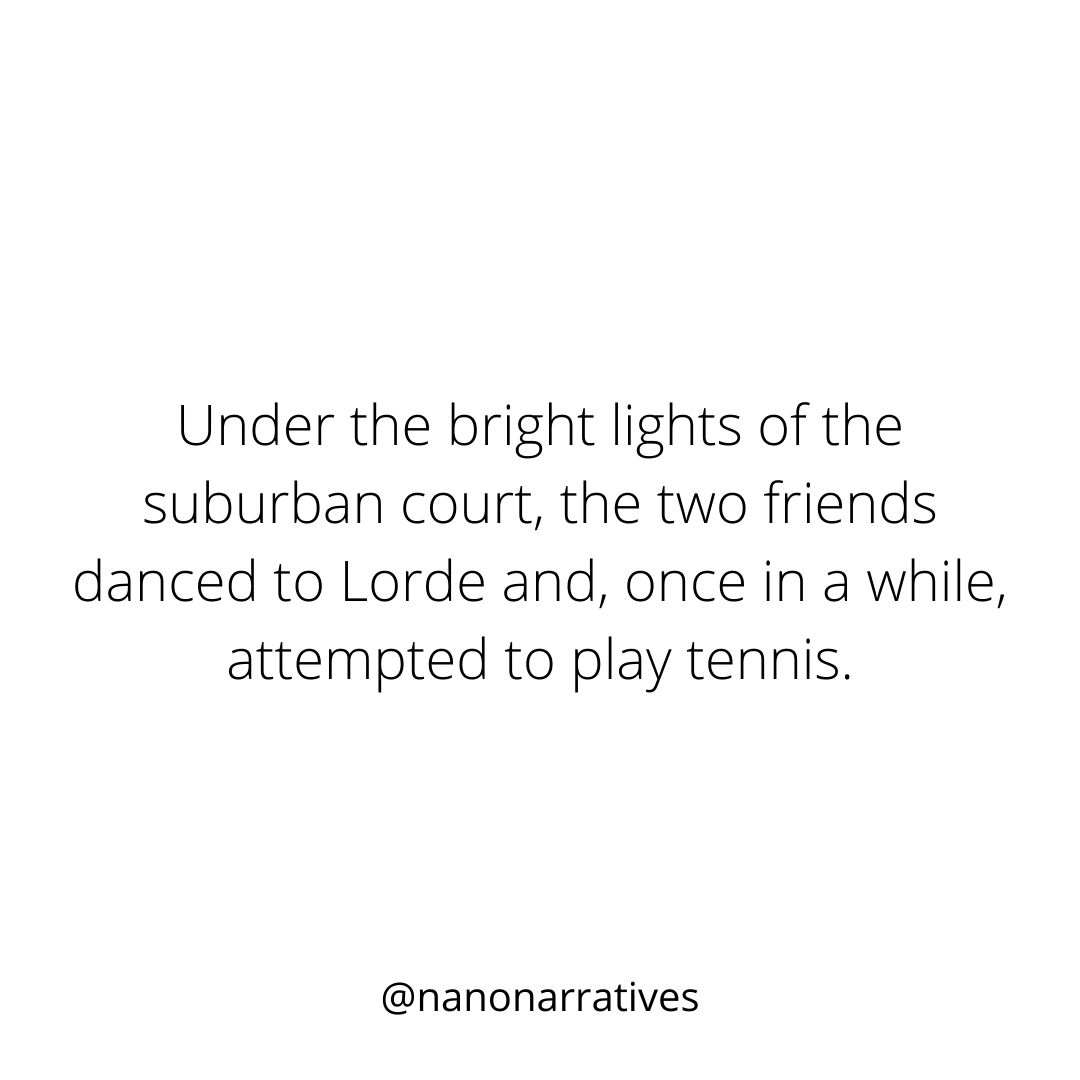 Under the bright lights of the
suburban court, the two friends
danced to Lorde and, once in a while,
attempted to play tennis.
@nanonarratives